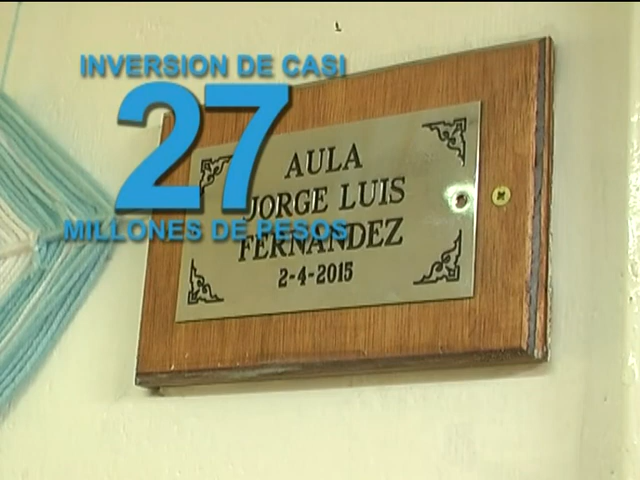 INVERSION DE CASI
27
MILLONES DE PESOS
AULA
JORGE LUIS
FERNANDEZ
2-4-2015